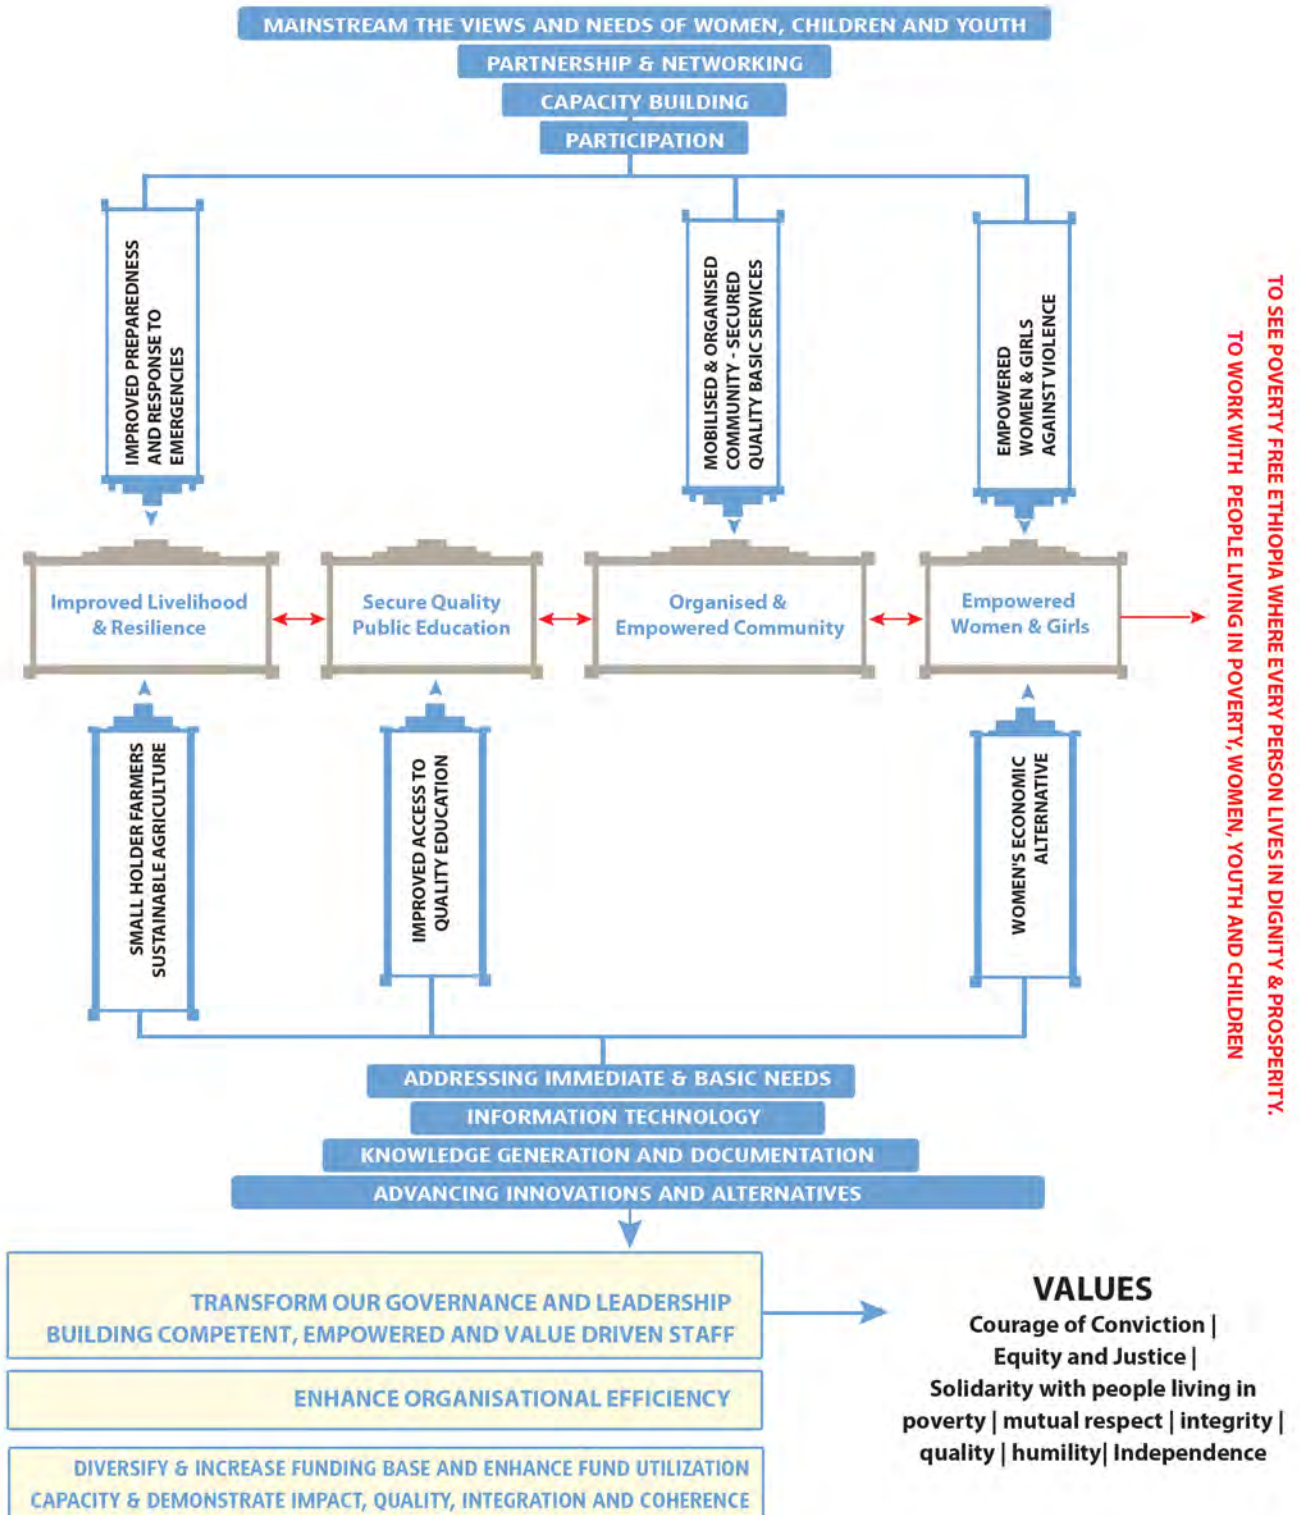 MAINSTREAM THE VIEWS AND NEEDS OF WOMEN, CHILDREN AND YOUTH
PARTNERSHIP & NETWORKING
CAPACITY BUILDING
PARTICIPATION
IMPROVED PREPAREDNESS
AND RESPONSE TO
EMERGENCIES
MOBILISED & ORGANISED
COMMUNITY - SECURED
QUALITY BASIC SERVICES
EMPOWERED
WOMEN & GIRLS
AGAINST VIOLENCE
Improved Livelihood
& Resilience
Secure Quality
Public Education
Organised &
Empowered Community
Empowered
Women & Girls
TO SEE POVERTY FREE ETHIOPIA WHERE EVERY PERSON LIVES IN DIGNITY & PROSPERITY.
TO WORK WITH PEOPLE LIVING IN POVERTY, WOMEN, YOUTH AND CHILDREN
SMALL HOLDER FARMERS
SUSTAINABLE AGRICULTURE
IMPROVED ACCESS TO
QUALITY EDUCATION
WOMEN'S ECONOMIC
ALTERNATIVE
ADDRESSING IMMEDIATE & BASIC NEEDS
INFORMATION TECHNOLOGY
KNOWLEDGE GENERATION AND DOCUMENTATION
ADVANCING INNOVATIONS AND ALTERNATIVES
TRANSFORM OUR GOVERNANCE AND LEADERSHIP
BUILDING COMPETENT, EMPOWERED AND VALUE DRIVEN STAFF
ENHANCE ORGANISATIONAL EFFICIENCY
DIVERSIFY & INCREASE FUNDING BASE AND ENHANCE FUND UTILIZATION
CAPACITY & DEMONSTRATE IMPACT, QUALITY, INTEGRATION AND COHERENCE
VALUES
Courage of Conviction |
Equity and Justice |
Solidarity with people living in
poverty | mutual respect | integrity |
quality | humility| Independence